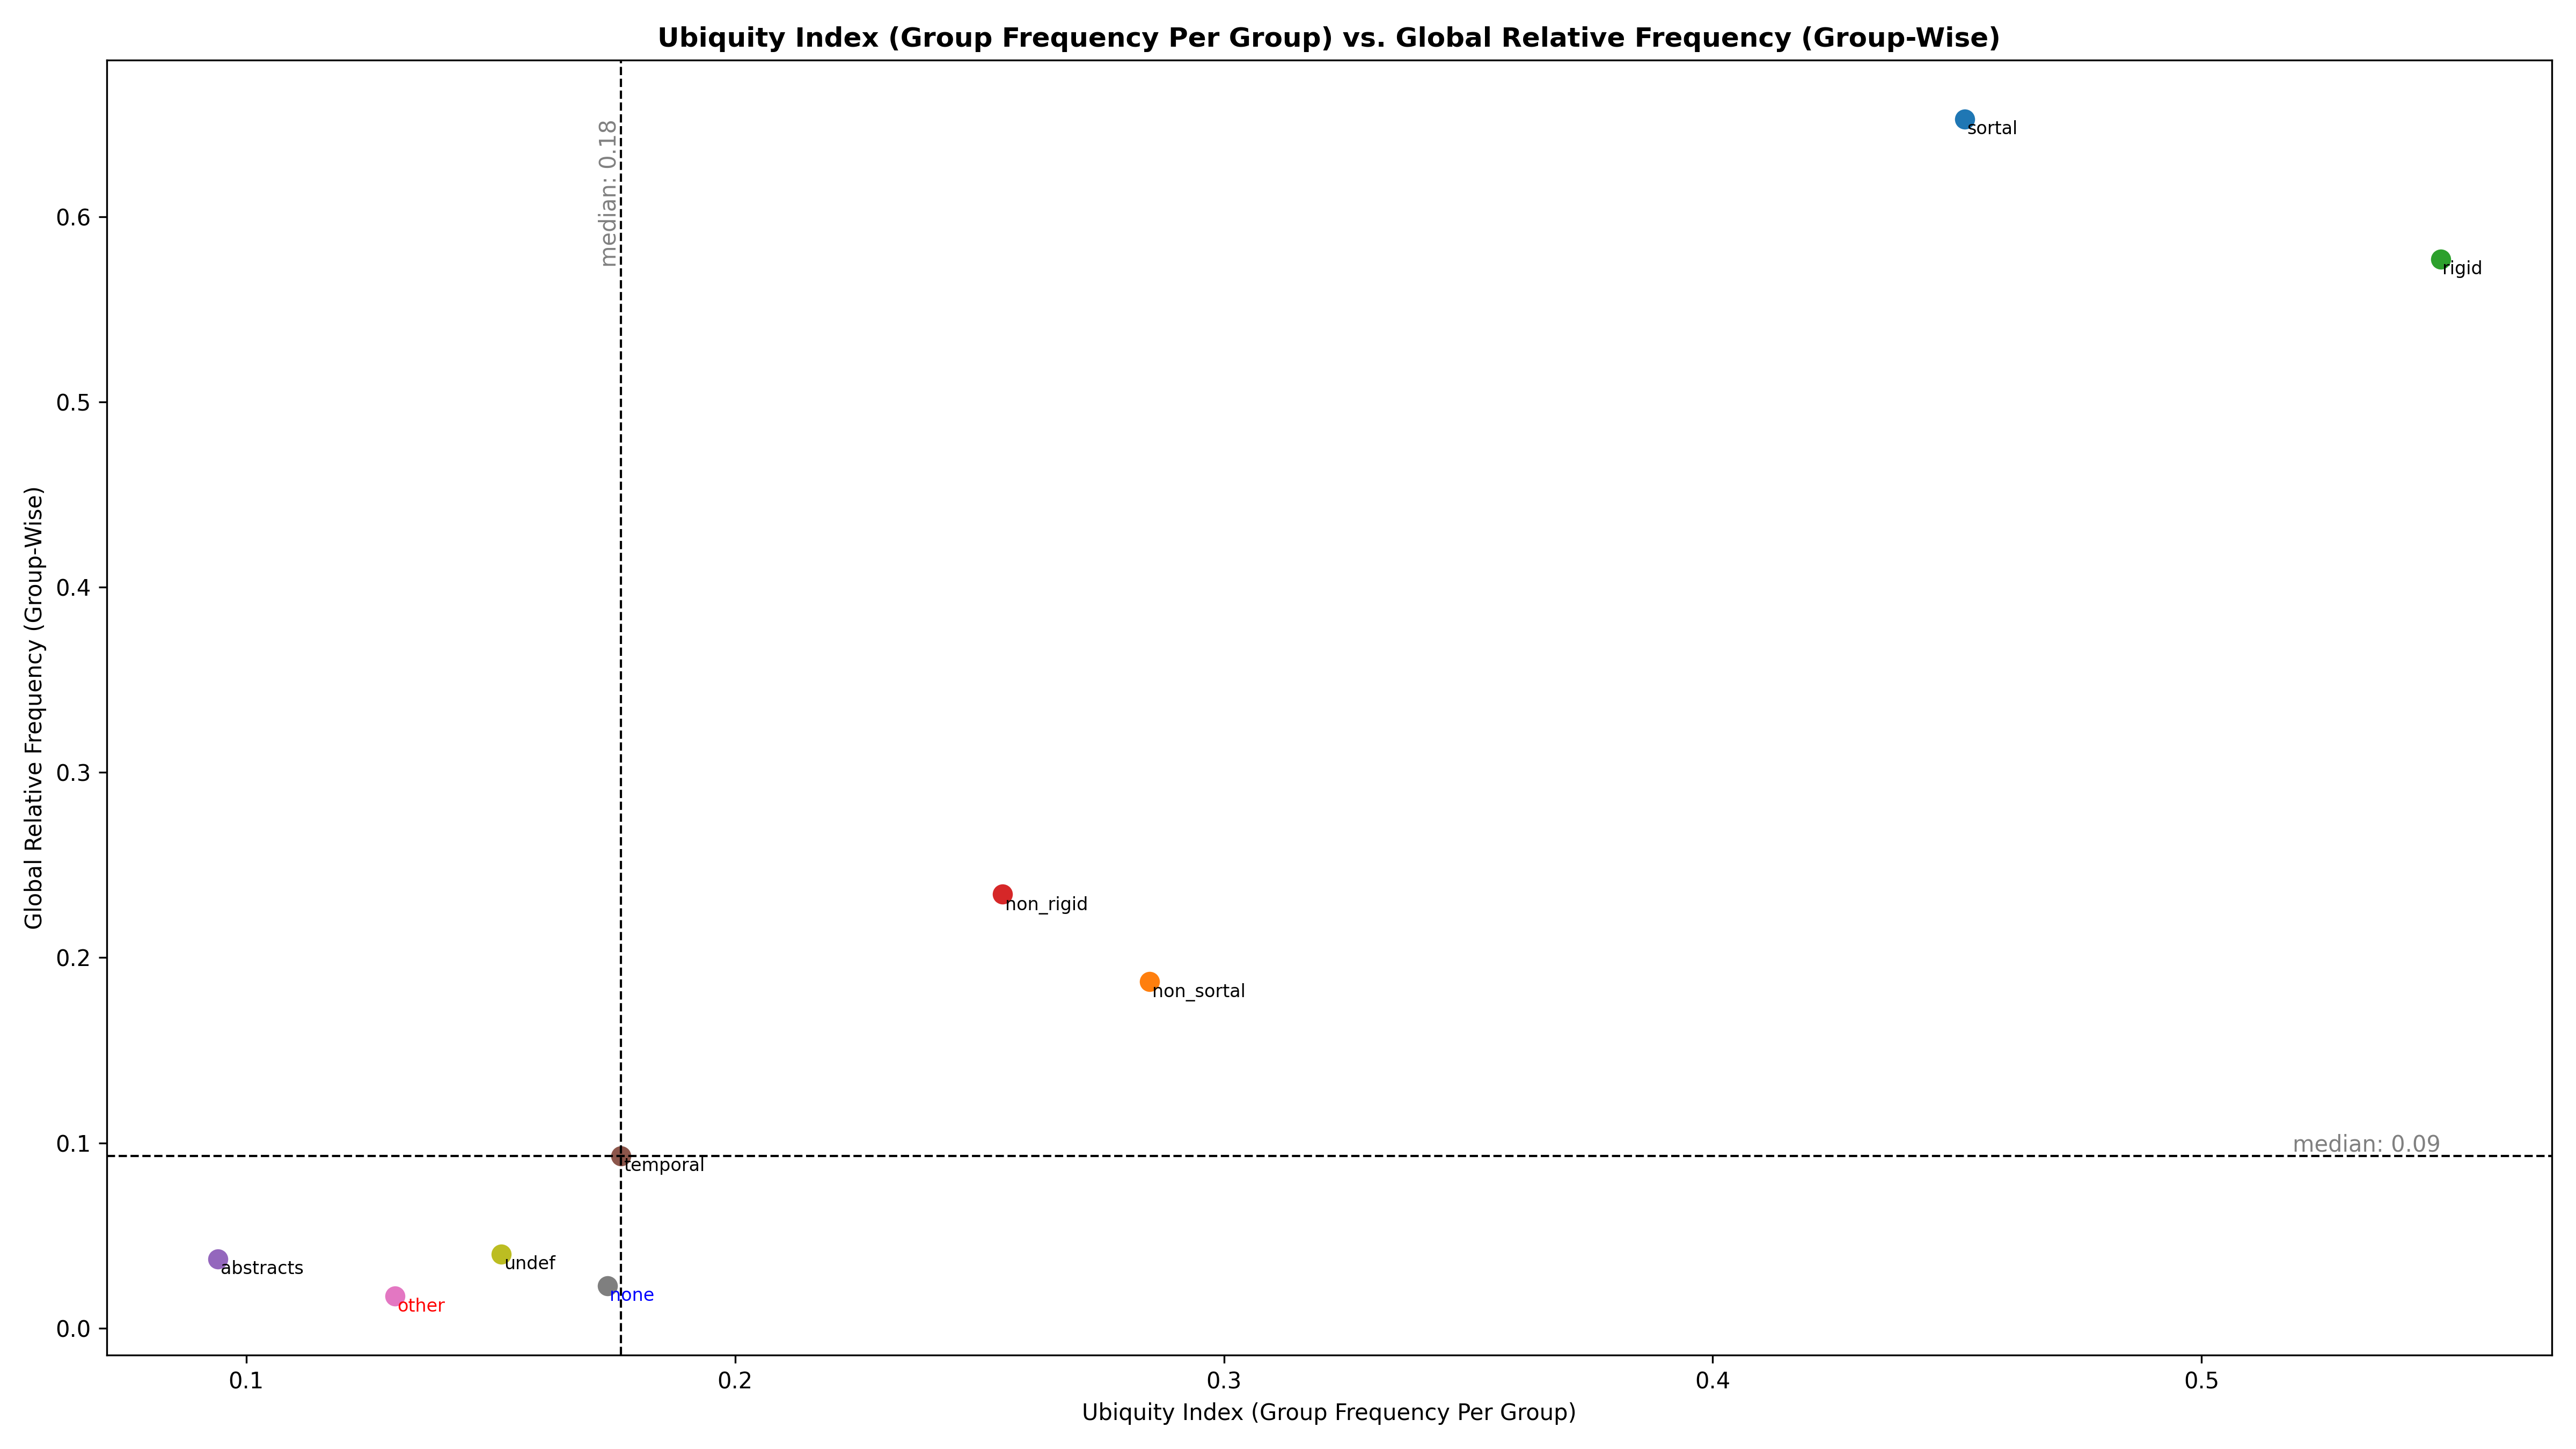 Ubiquity Index (Group Frequency Per Group) vs. Global Relative Frequency (Group-Wise)
Global Relative Frequency (Group-Wise)
0.6
0.5
0.4
0.3
0.2
0.1
0.0
median: 0.18
sortal
rigid
non_rigid
non_sortal
median: 0.09
temporal
abstracts
undef
none
other
0.1
0.2
0.3
0.4
0.5
Ubiquity Index (Group Frequency Per Group)